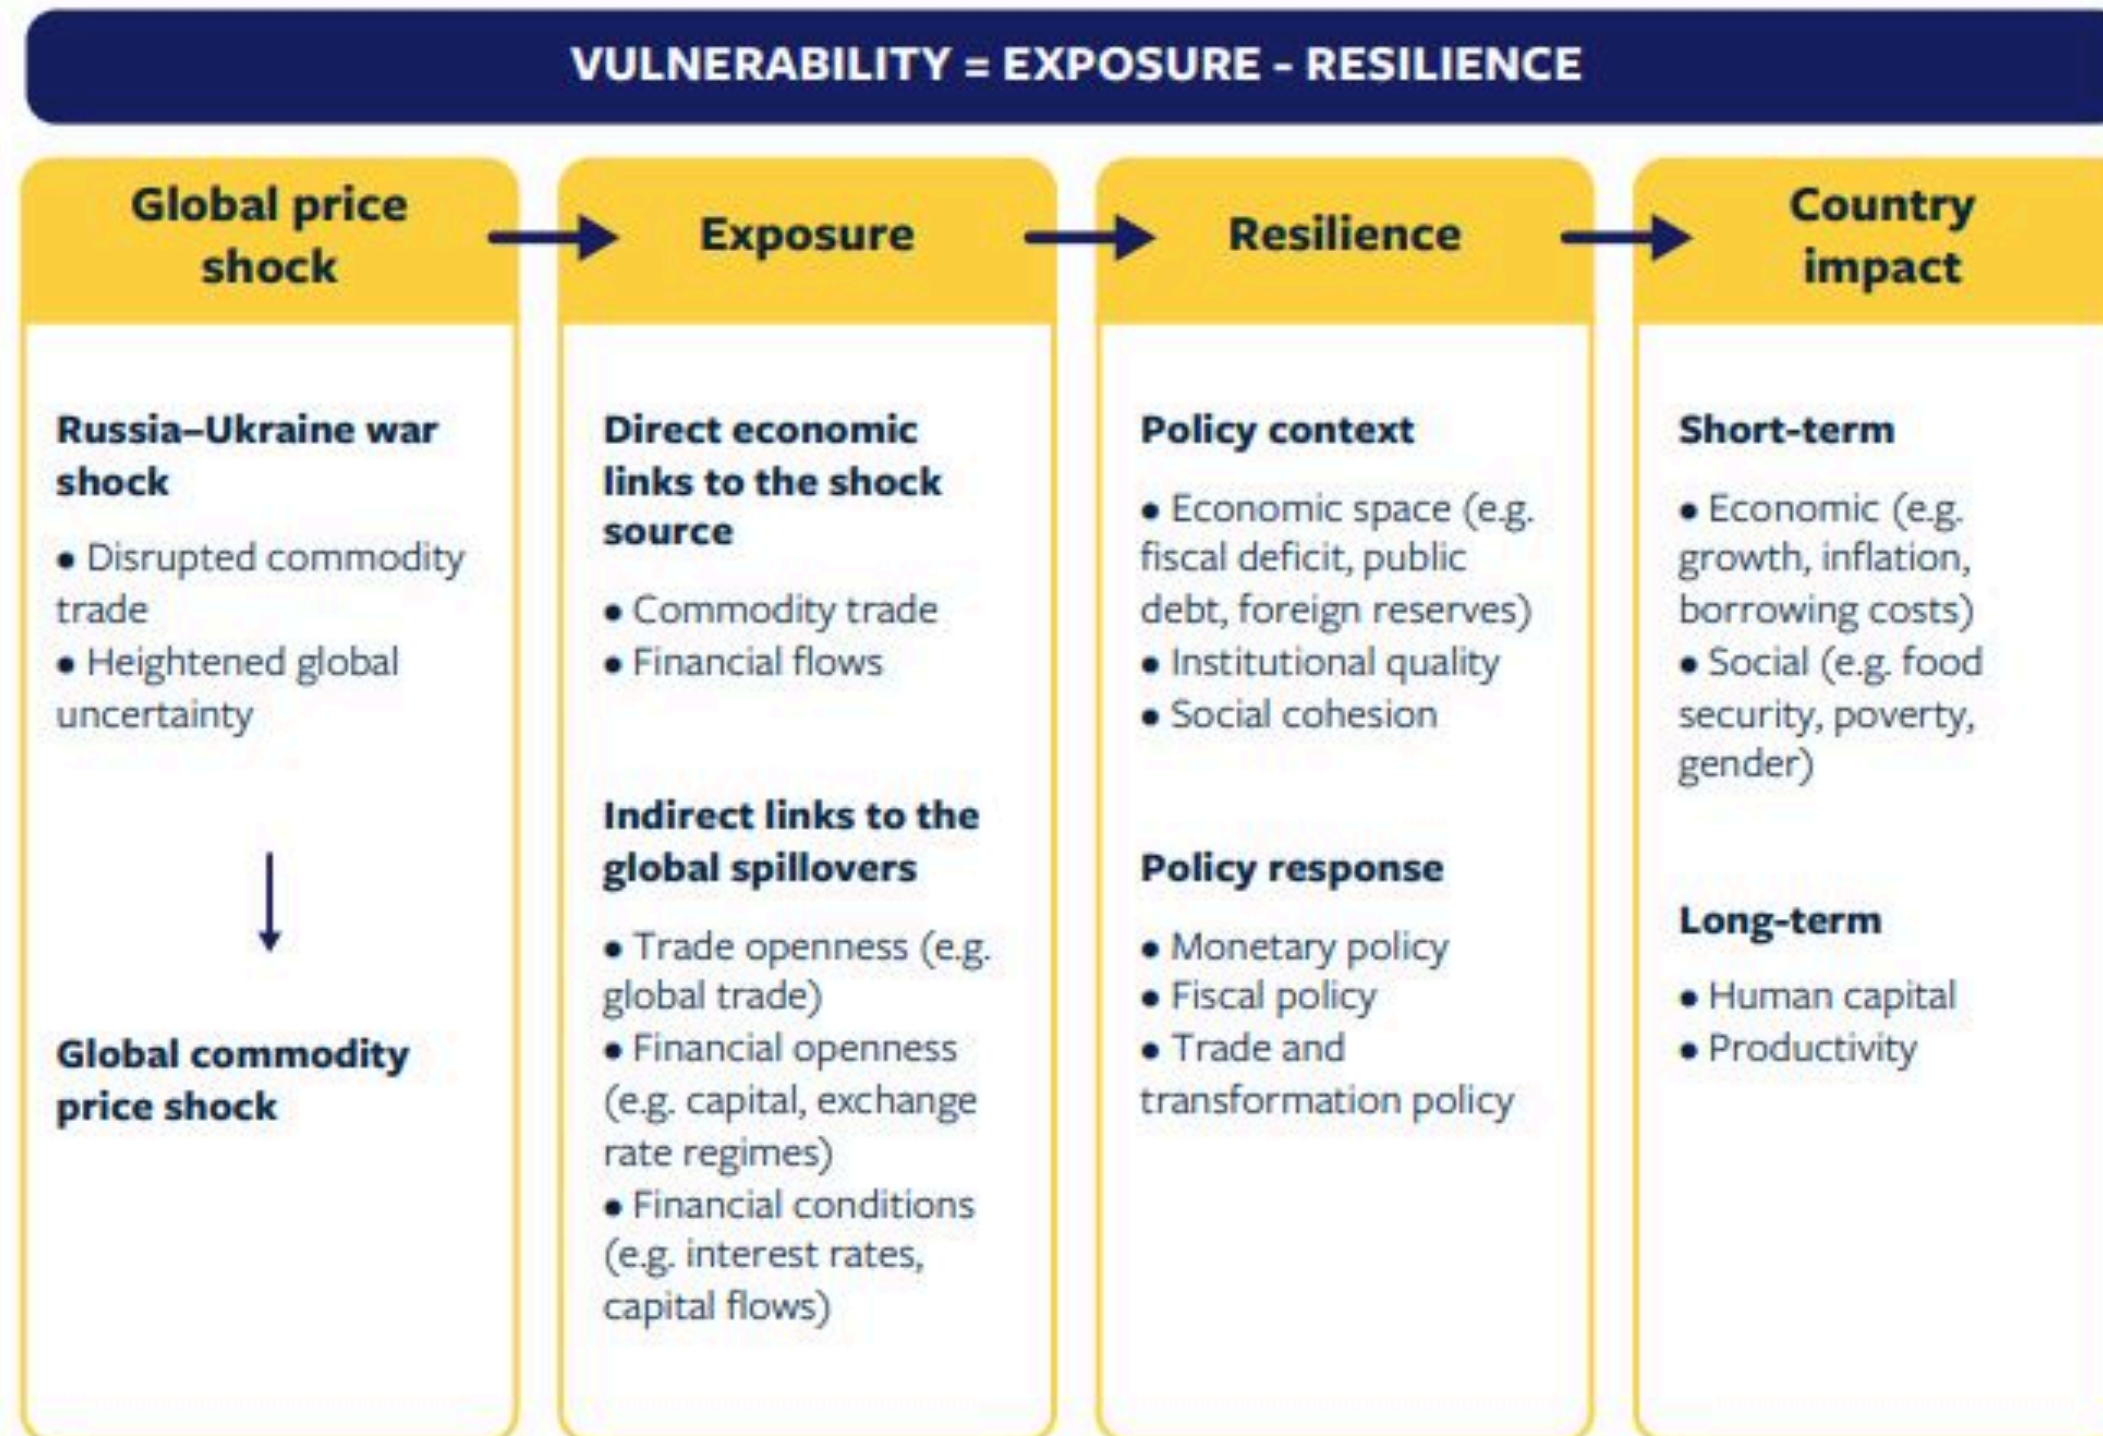 VULNERABILITY = EXPOSURE - RESILIENCE
Global price
shock
Russia–Ukraine war
shock
● Disrupted commodity
trade
● Heightened global
uncertainty
Global commodity
price shock
Exposure
Direct economic
links to the shock
source
● Commodity trade
● Financial flows
Indirect links to the
global spillovers
● Trade openness (e.g.
global trade)
● Financial openness
(e.g. capital, exchange
rate regimes)
● Financial conditions
(e.g. interest rates,
capital flows)
Resilience
Policy context
● Economic space (e.g.
fiscal deficit, public
debt, foreign reserves)
● Institutional quality
● Social cohesion
Policy response
● Monetary policy
● Fiscal policy
● Trade and
transformation policy
Country
impact
Short-term
● Economic (e.g.
growth, inflation,
borrowing costs)
● Social (e.g. food
security, poverty,
gender)
Long-term
● Human capital
● Productivity